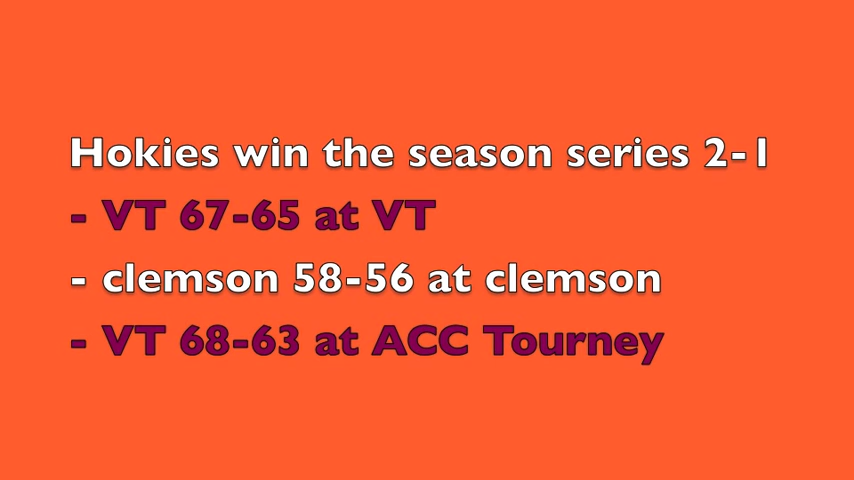 Hokies win the season series 2-1
- VT 67-65 at VT
- clemson 58-56 at clemson
- VT 68-63 at ACC Tourney